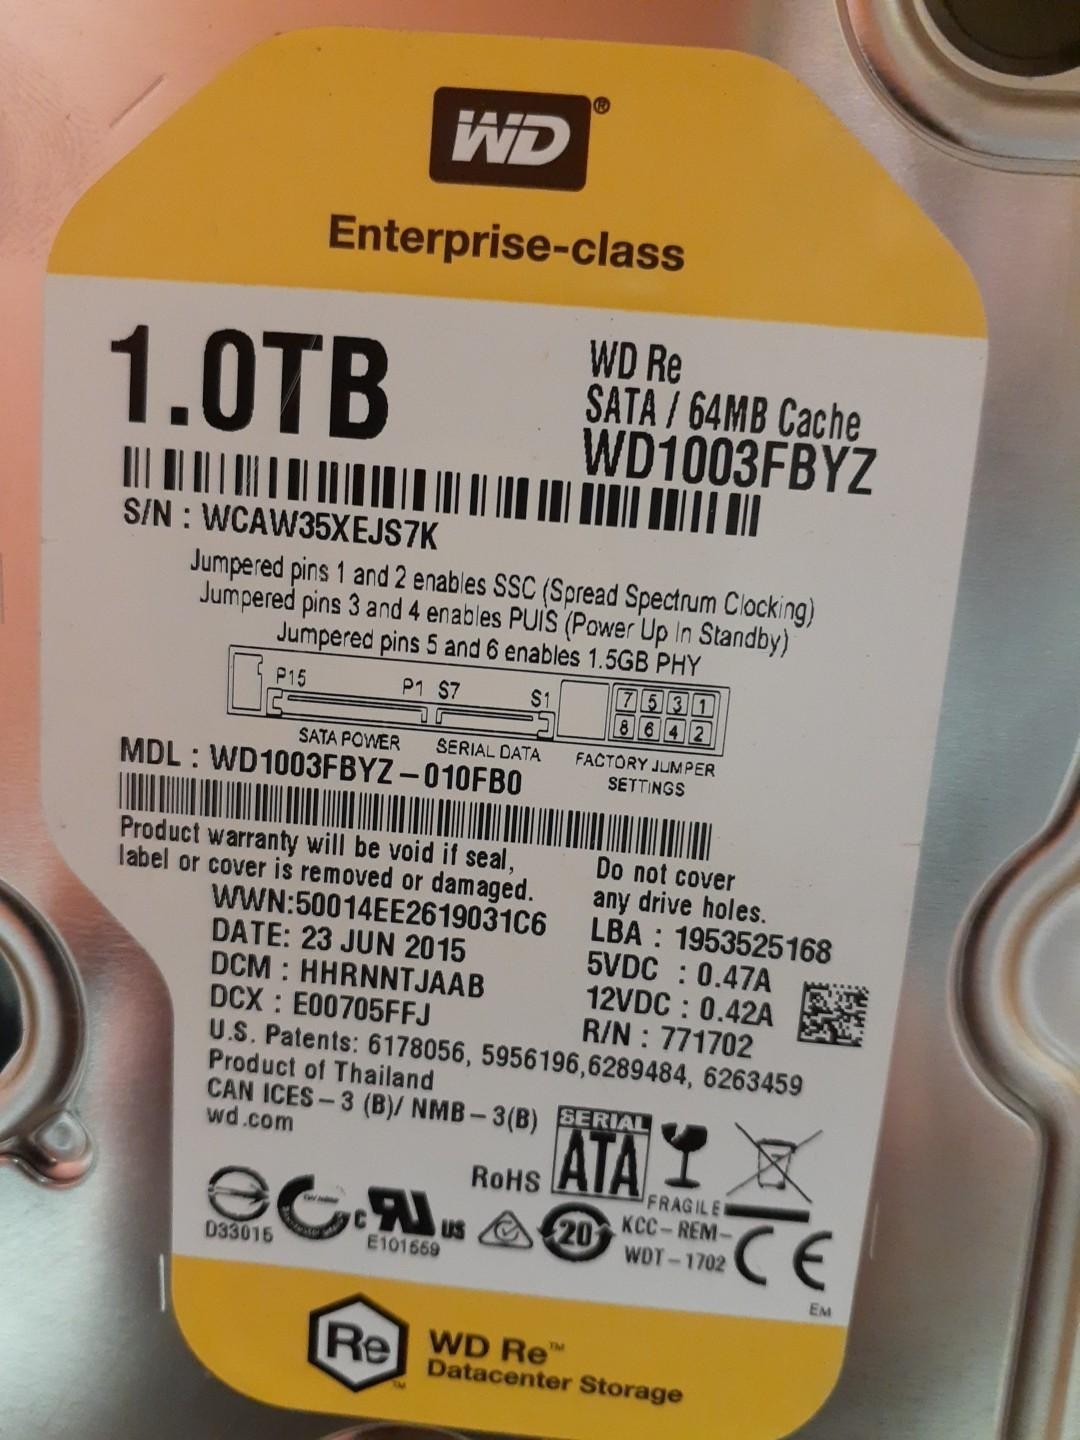 WD®
Enterprise-class
1.0TB
WD Re
SATA / 64MB Cache
WD1003FBYZ
S/N : WCAW35XEJS7K
Jumpered pins 1 and 2 enables SSC (Spread Spectrum Clocking)
Jumpered pins 3 and 4 enables PUIS (Power Up In Standby)
Jumpered pins 5 and 6 enables 1.5GB PHY
P15 P1 S7 S1 7 5 3 1
8 6 4 2
SATA POWER SERIAL DATA FACTORY JUMPER
SETTINGS
MDL : WD1003FBYZ – 010FB0
Product warranty will be void if seal,
label or cover is removed or damaged.
Do not cover
any drive holes.
WWN:50014EE2619031C6
DATE: 23 JUN 2015
DCM : HHRNNTJAAB
DCX : E00705FFJ
LBA : 1953525168
5VDC : 0.47A
12VDC : 0.42A
R/N : 771702
U.S. Patents: 6178056, 5956196,6289484, 6263459
Product of Thailand
CAN ICES – 3 (B)/ NMB – 3(B)
wd.com
RoHS
SERIAL
ATA
FRAGILE
D33015
c UR US
E101559
20
KCC – REM –
WDT – 1702
CE
EM
Re™
WD Re™
Datacenter Storage